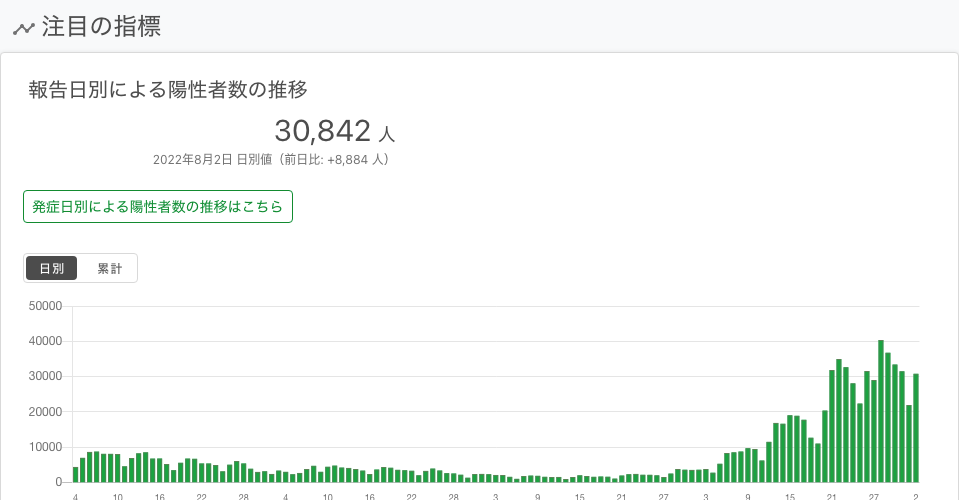 注目の指標
報告日別による陽性者数の推移
30,842 人
2022年8月2日 日別値（前日比: +8,884 人）
発症日別による陽性者数の推移はこちら
日別 累計
50000
40000
30000
20000
10000
0
4 10 16 22 28 4 10 16 22 28 3 9 15 21 27 3 9 15 21 27 2